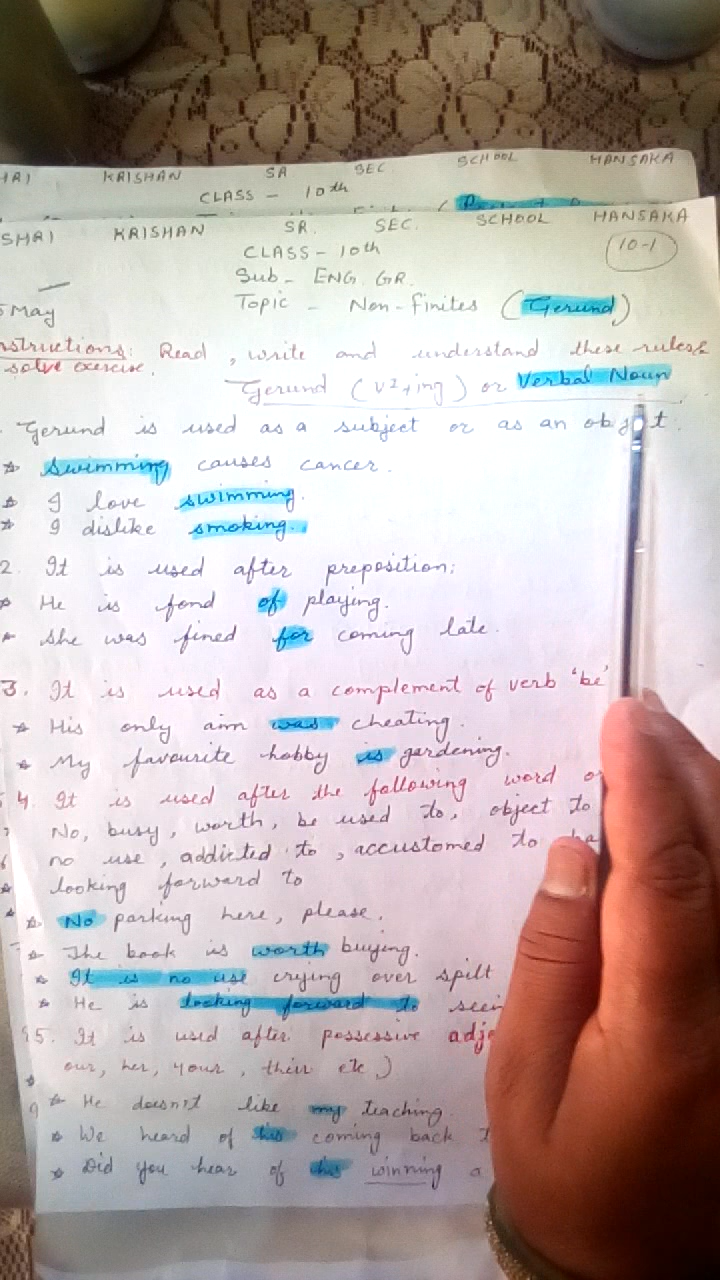 HRI KRISHAN SR SEC. SCHOOL HANSAKA
CLASS - 10th
SHRI KRISHAN SR. SEC. SCHOOL HANSAKA
CLASS - 10th
10-1
Sub - ENG. GR.
May
Topic - Non-finites (Gerund)
nstructions: Read, write and understand these rules &
solve exercise.
Gerund (V1+ing) or Verbal Noun
Gerund is used as a subject or as an object.
* Swimming causes cancer.
* I love swimming.
* I dislike smoking.
2. It is used after preposition:
* He is fond of playing.
* She was fined for coming late.
3. It is used as a complement of verb 'be'
* His only aim was cheating.
* My favourite hobby is gardening.
4. It is used after the following word o
No, busy, worth, be used to, object to
no use, addicted to, accustomed to ha
looking forward to
* No parking here, please.
* The book is worth buying.
* It is no use crying over spilt
* He is looking forward to seein
5. It is used after possessive adje
our, her, your, their etc)
* He doesn't like my teaching.
* We heard of his coming back
* Did you hear of his winning a